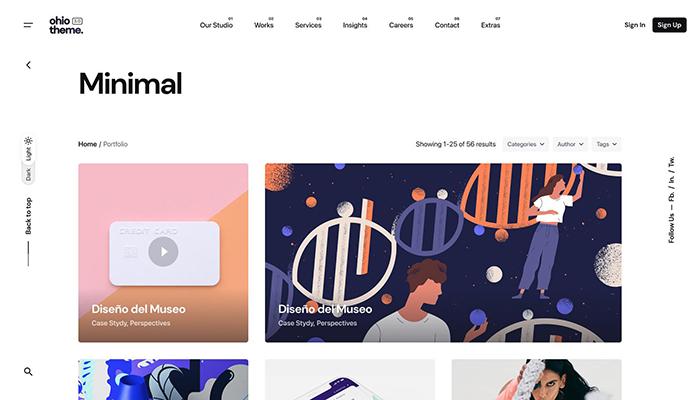 ohio 3.0
theme.
Our Studio 01
Works 02
Services 03
Insights 04
Careers 05
Contact 06
Extras 07
Sign In
Sign Up
Minimal
Home / Portfolio
Showing 1-25 of 56 results
Categories
Author
Tags
Light
Dark
Back to top
Follow Us — Fb. / In. / Tw.
CREDIT CARD
Diseño del Museo
Case Stydy, Perspectives
Diseño del Museo
Case Stydy, Perspectives